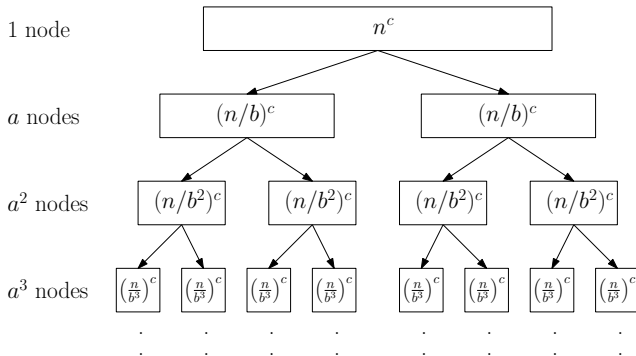 1 node n^c
a nodes (n/b)^c (n/b)^c
a^2 nodes (n/b^2)^c (n/b^2)^c (n/b^2)^c (n/b^2)^c
a^3 nodes (n/b^3)^c (n/b^3)^c (n/b^3)^c (n/b^3)^c (n/b^3)^c (n/b^3)^c (n/b^3)^c (n/b^3)^c
. . . . . . . .
. . . . . . . .